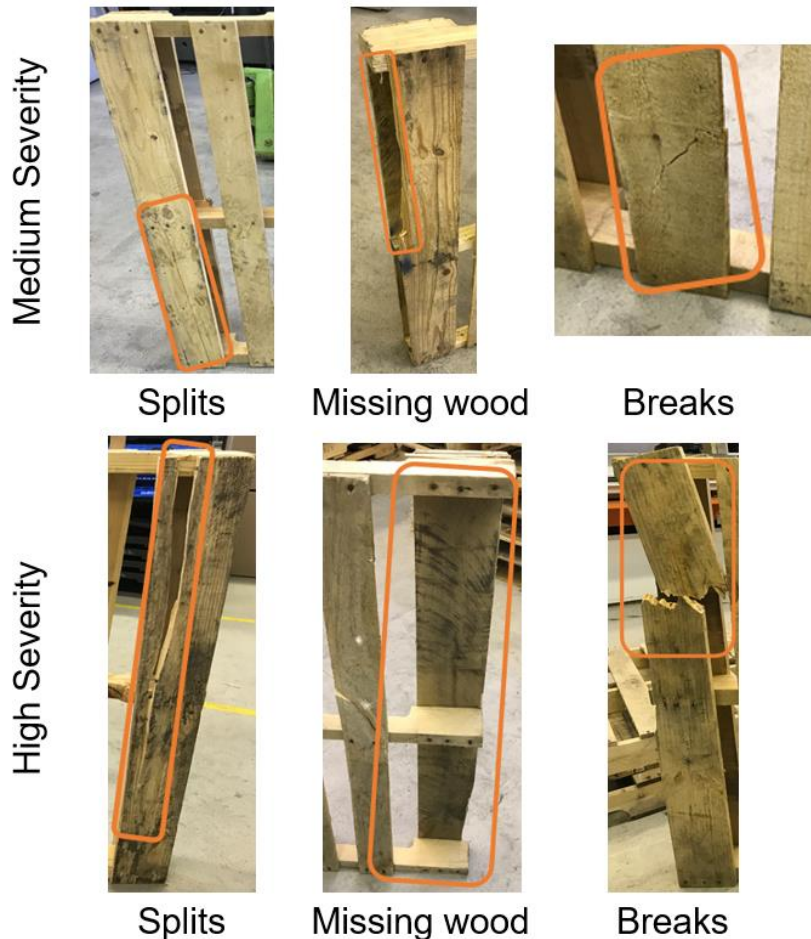 Medium Severity
Splits
Missing wood
Breaks
High Severity
Splits
Missing wood
Breaks